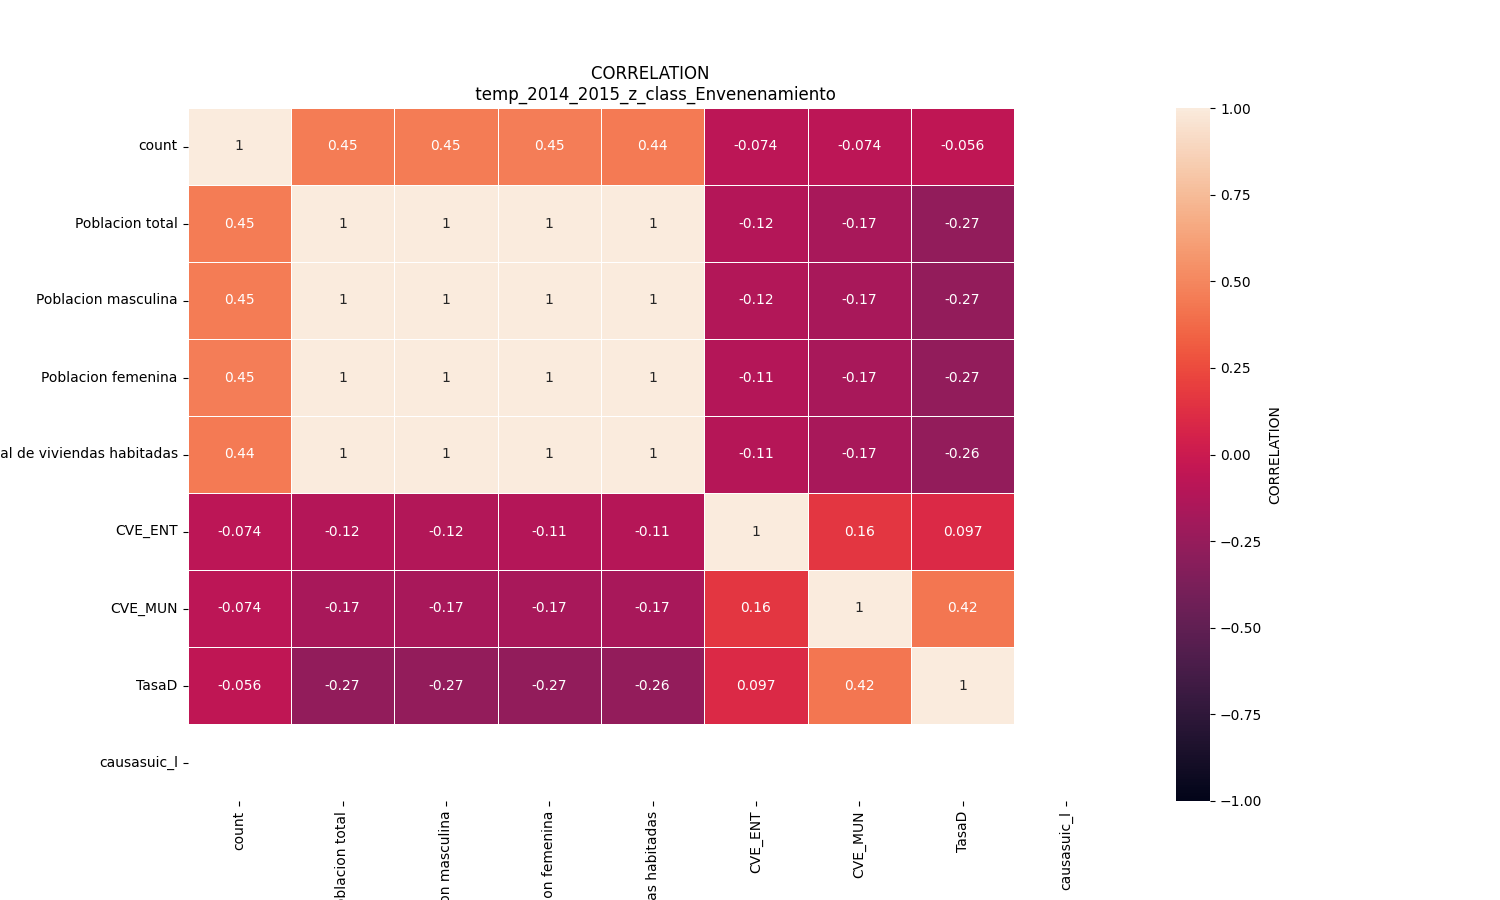 CORRELATION
temp_2014_2015_z_class_Envenenamiento
count
1 0.45 0.45 0.45 0.44 -0.074 -0.074 -0.056
Poblacion total
0.45 1 1 1 1 -0.12 -0.17 -0.27
Poblacion masculina
0.45 1 1 1 1 -0.12 -0.17 -0.27
Poblacion femenina
0.45 1 1 1 1 -0.11 -0.17 -0.27
al de viviendas habitadas
0.44 1 1 1 1 -0.11 -0.17 -0.26
CVE_ENT
-0.074 -0.12 -0.12 -0.11 -0.11 1 0.16 0.097
CVE_MUN
-0.074 -0.17 -0.17 -0.17 -0.17 0.16 1 0.42
TasaD
-0.056 -0.27 -0.27 -0.27 -0.26 0.097 0.42 1
causasuic_l
count
oblacion total
on masculina
on femenina
as habitadas
CVE_ENT
CVE_MUN
TasaD
causasuic_l
1.00
0.75
0.50
0.25
0.00
−0.25
−0.50
−0.75
−1.00
CORRELATION